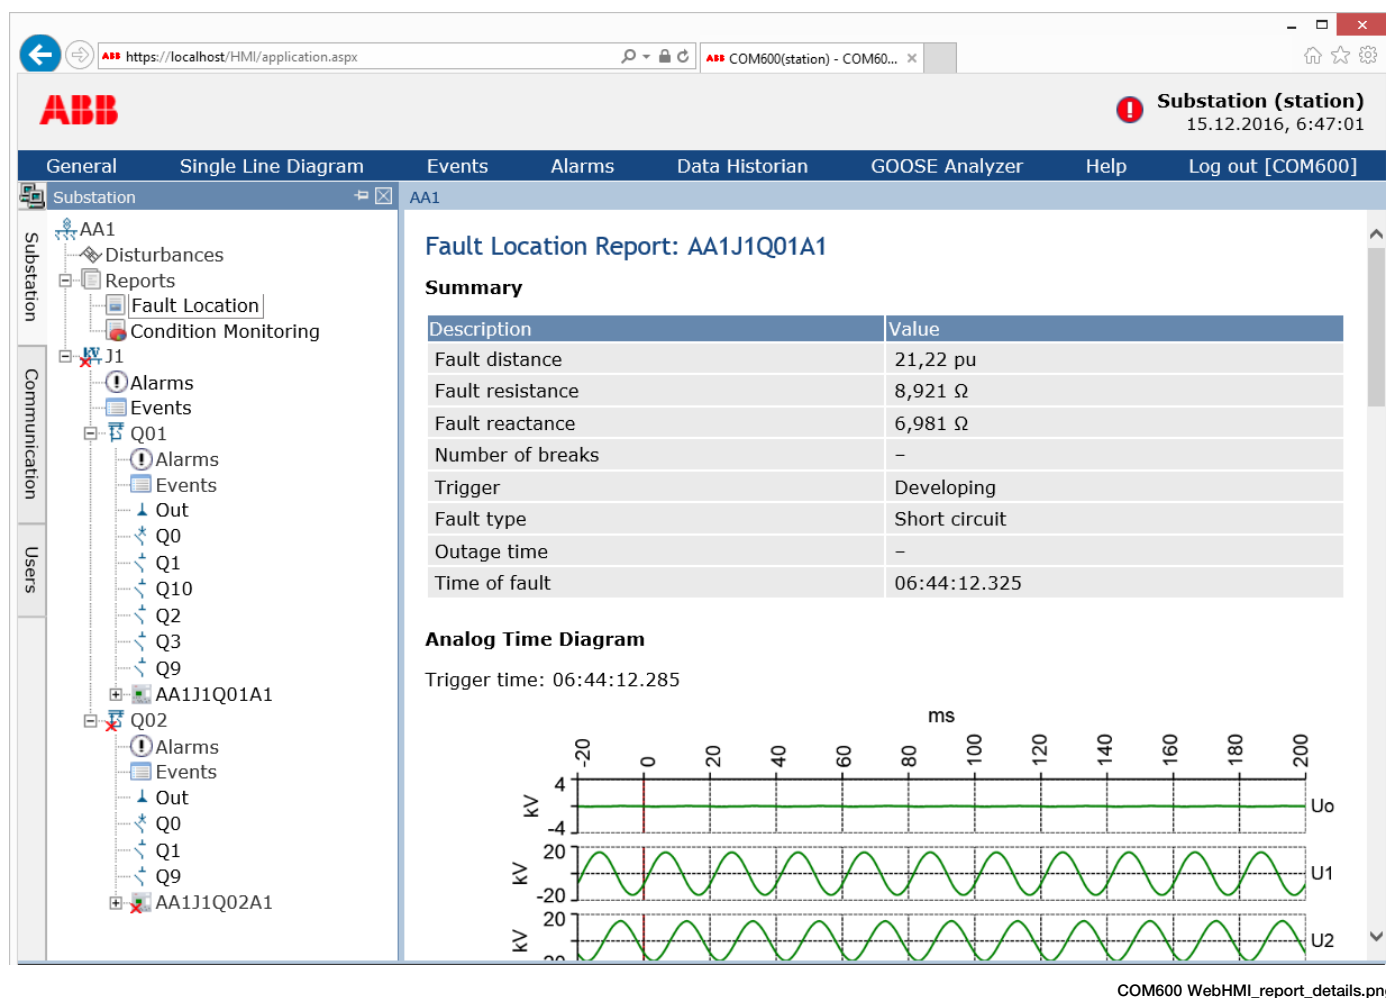 https://localhost/HMI/application.aspx
ABB COM600(station) - COM60...
ABB
Substation (station)
15.12.2016, 6:47:01
General Single Line Diagram Events Alarms Data Historian GOOSE Analyzer Help Log out [COM600]
Substation
AA1
Substation
Communication
Users
AA1
Disturbances
Reports
Fault Location
Condition Monitoring
J1
Alarms
Events
Q01
Alarms
Events
Out
Q0
Q1
Q10
Q2
Q3
Q9
AA1J1Q01A1
Q02
Alarms
Events
Out
Q0
Q1
Q9
AA1J1Q02A1
Fault Location Report: AA1J1Q01A1
Summary
Description Value
Fault distance 21,22 pu
Fault resistance 8,921 Ω
Fault reactance 6,981 Ω
Number of breaks –
Trigger Developing
Fault type Short circuit
Outage time –
Time of fault 06:44:12.325
Analog Time Diagram
Trigger time: 06:44:12.285
ms
-20 0 20 40 60 80 100 120 140 160 180 200
4
kV
-4
Uo
20
kV
-20
U1
20
kV
U2
COM600 WebHMI_report_details.png